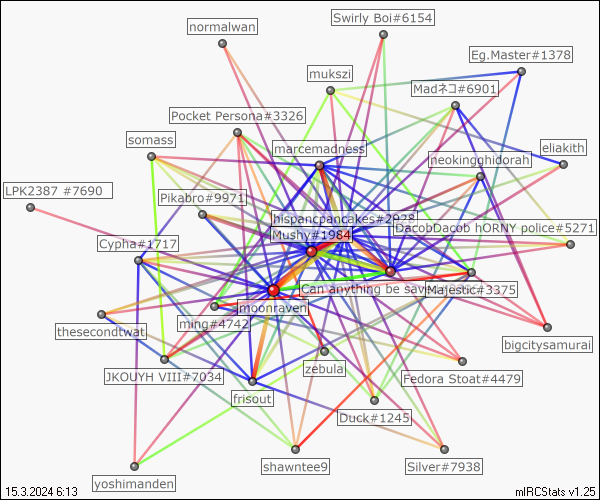 Swirly Boi#6154
normalwan
Eg.Master#1378
mukszi
Madネコ#6901
Pocket Persona#3326
somass
marcemadness
eliakith
neokingghidorah
LPK2387 #7690
Pikabro#9971
hispancpancakes#2928
DacobDacob hORNY police#5271
Mushy#1984
Cypha#1717
Can anything be sav
Majestic#3375
moonraven
ming#4742
thesecondtwat
bigcitysamurai
zebula
JKOUYH VIII#7034
Fedora Stoat#4479
frisout
Duck#1245
shawntee9
Silver#7938
yoshimanden
15.3.2024 6:13
mIRCStats v1.25